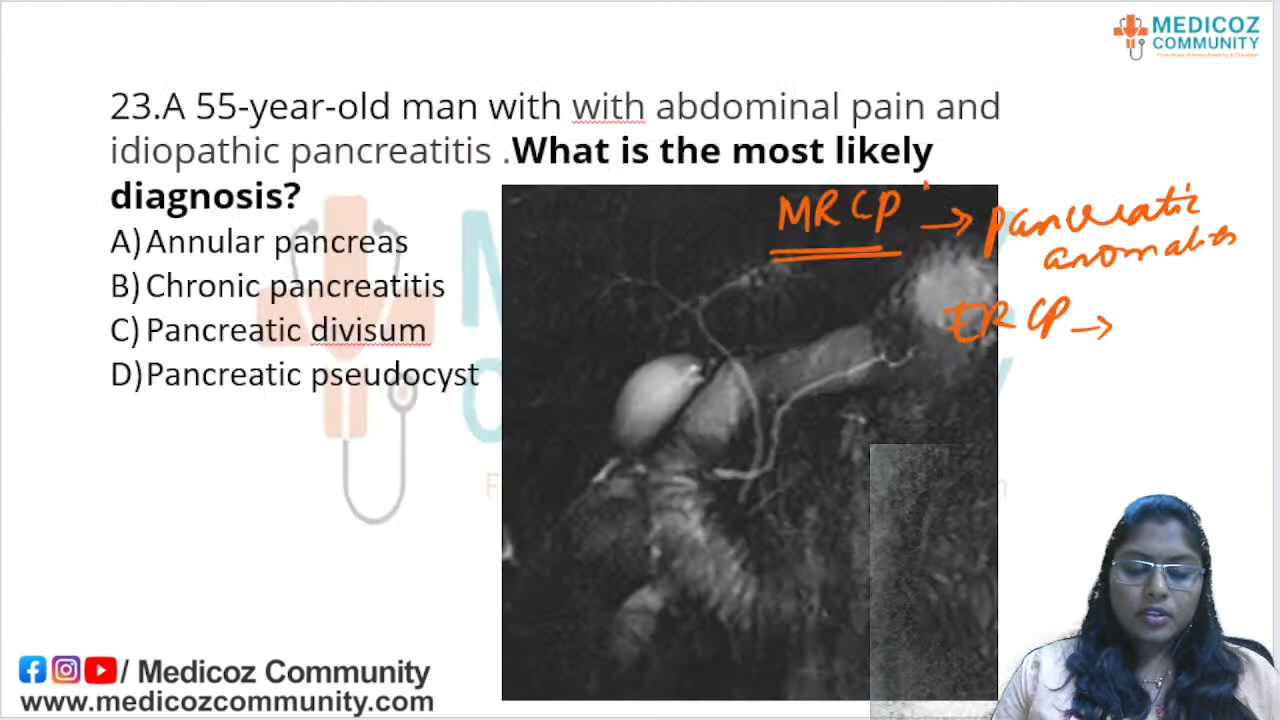 MEDICOZ
COMMUNITY
23.A 55-year-old man with with abdominal pain and
idiopathic pancreatitis .What is the most likely
diagnosis?
A) Annular pancreas
B) Chronic pancreatitis
C) Pancreatic divisum
D) Pancreatic pseudocyst
MRCP → pancreatic
anomalies
ERCP →
/ Medicoz Community
www.medicozcommunity.com